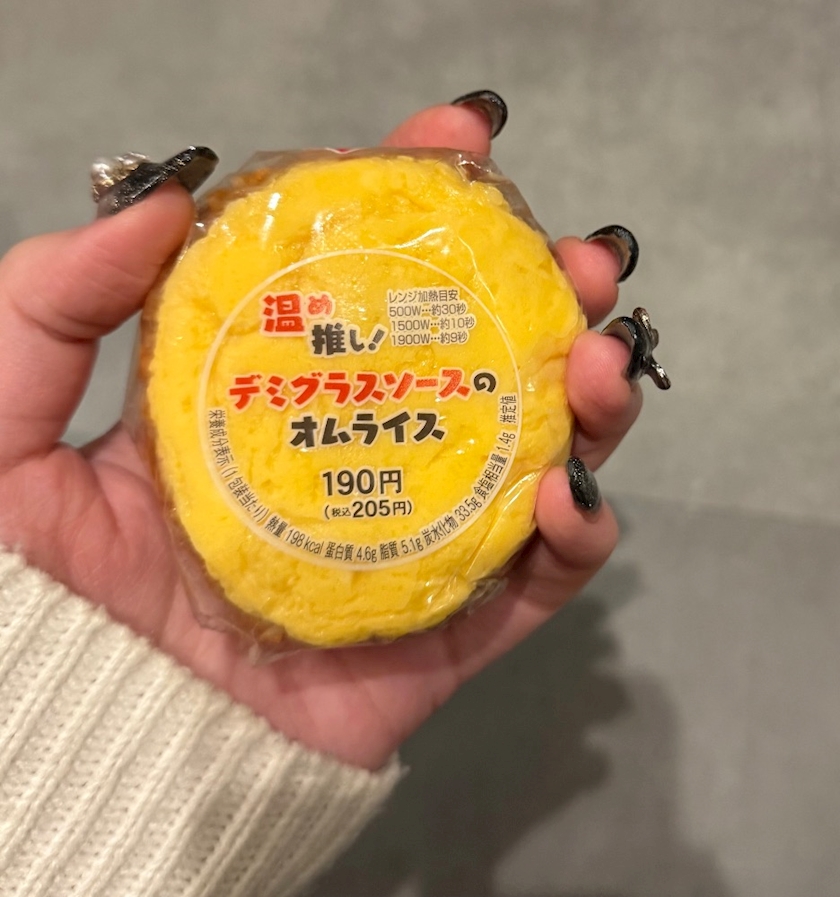 温め
推し!
レンジ加熱目安
500W…約30秒
1500W…約10秒
1900W…約9秒
デミグラスソースの
オムライス
190円
(税込205円)
栄養成分表示(1包装当たり) 熱量 198kcal 蛋白質 4.6g 脂質 5.1g 炭水化物 33.5g 食塩相当量 1.4g 推定値